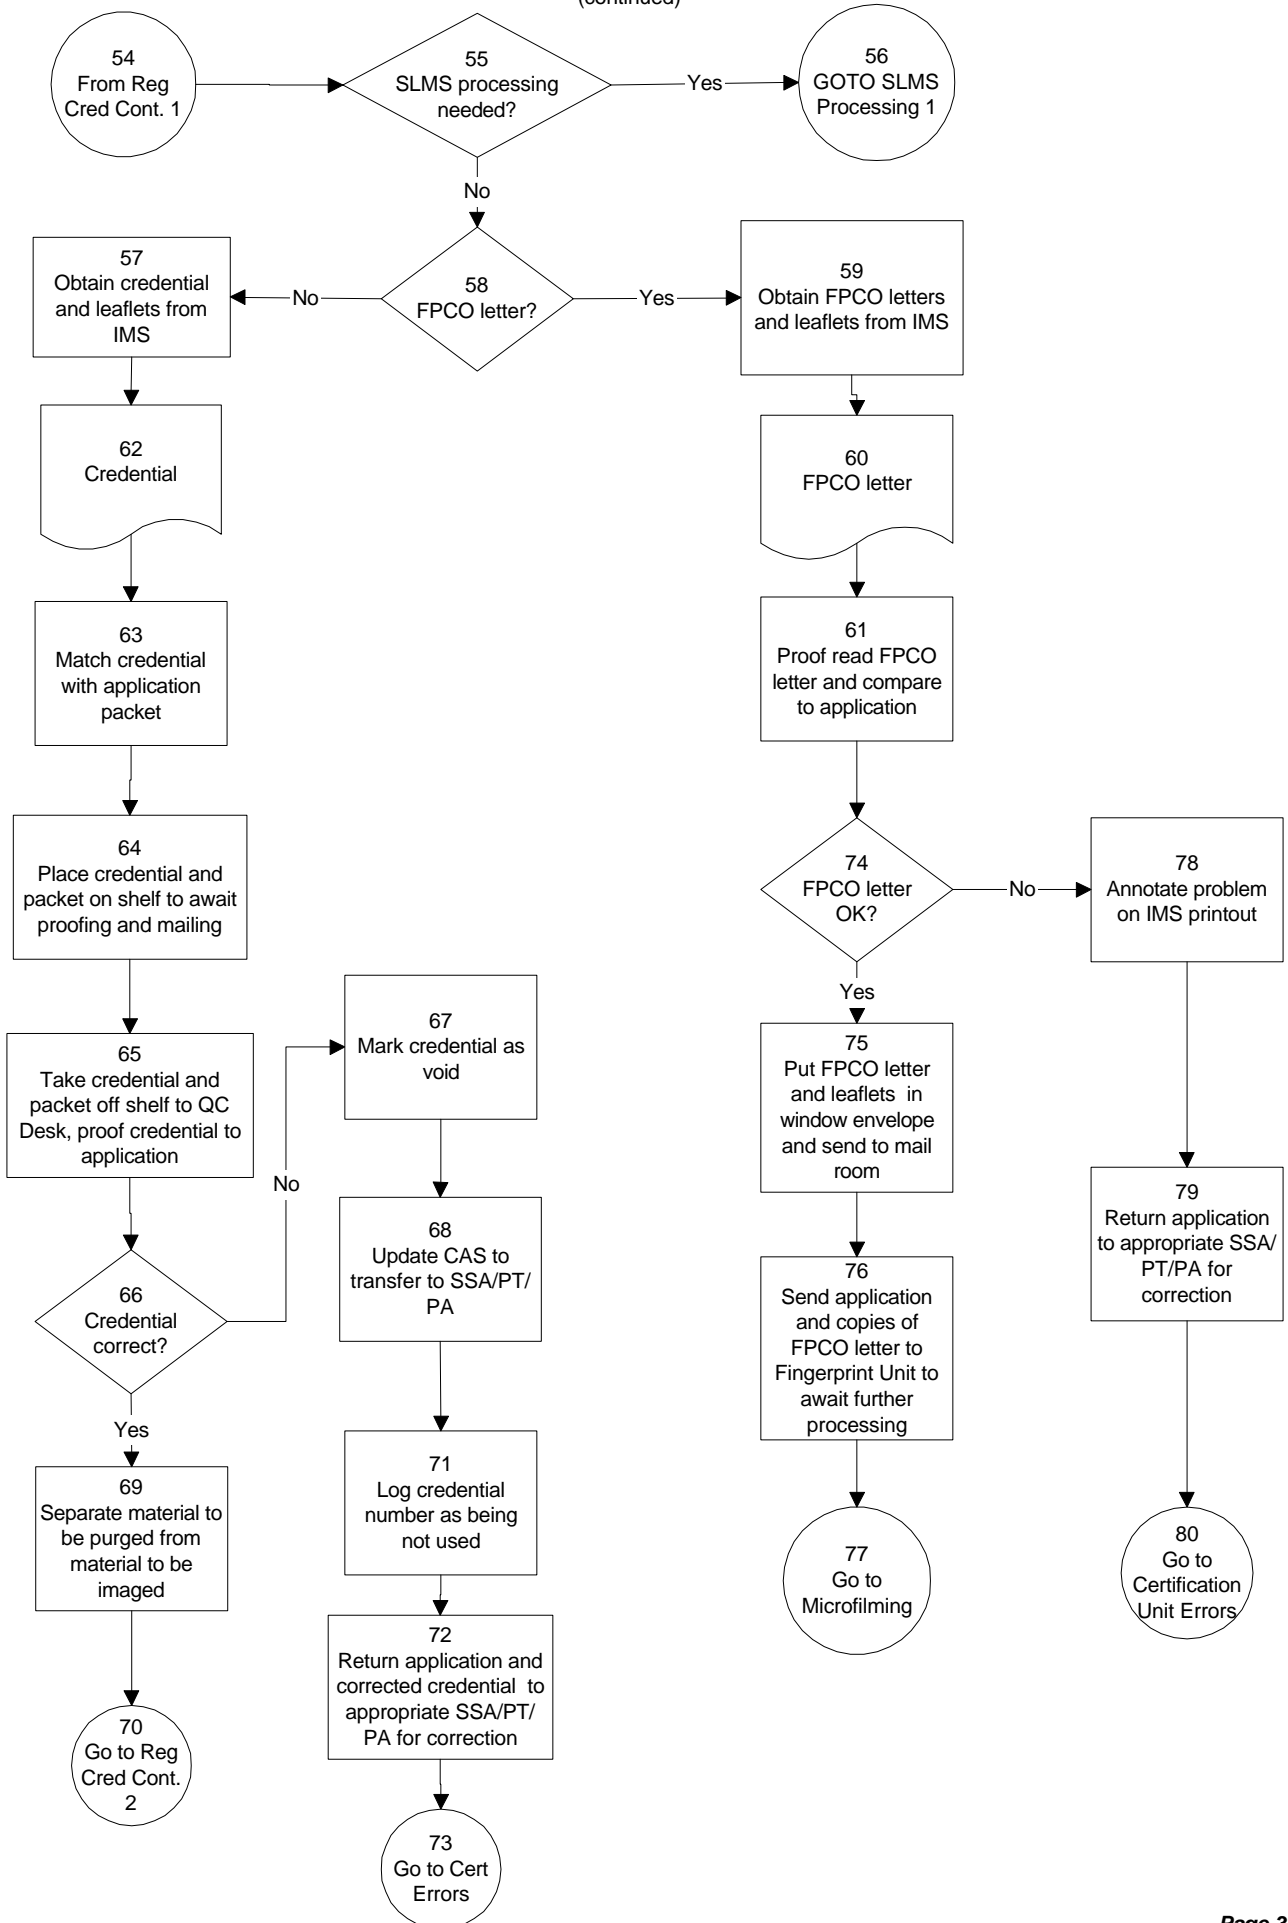 (continued)
54
From Reg
Cred Cont. 1
55
SLMS processing
needed?
Yes
56
GOTO SLMS
Processing 1
No
57
Obtain credential
and leaflets from
IMS
No
58
FPCO letter?
Yes
59
Obtain FPCO letters
and leaflets from IMS
62
Credential
60
FPCO letter
63
Match credential
with application
packet
61
Proof read FPCO
letter and compare
to application
64
Place credential and
packet on shelf to await
proofing and mailing
74
FPCO letter
OK?
No
78
Annotate problem
on IMS printout
Yes
65
Take credential and
packet off shelf to QC
Desk, proof credential to
application
No
67
Mark credential as
void
75
Put FPCO letter
and leaflets  in
window envelope
and send to mail
room
66
Credential
correct?
68
Update CAS to
transfer to SSA/PT/
PA
76
Send application
and copies of
FPCO letter to
Fingerprint Unit to
await further
processing
79
Return application
to appropriate SSA/
PT/PA for
correction
Yes
69
Separate material to
be purged from
material to be
imaged
71
Log credential
number as being
not used
77
Go to
Microfilming
80
Go to
Certification
Unit Errors
70
Go to Reg
Cred Cont.
2
72
Return application and
corrected credential  to
appropriate SSA/PT/
PA for correction
73
Go to Cert
Errors
Page 3